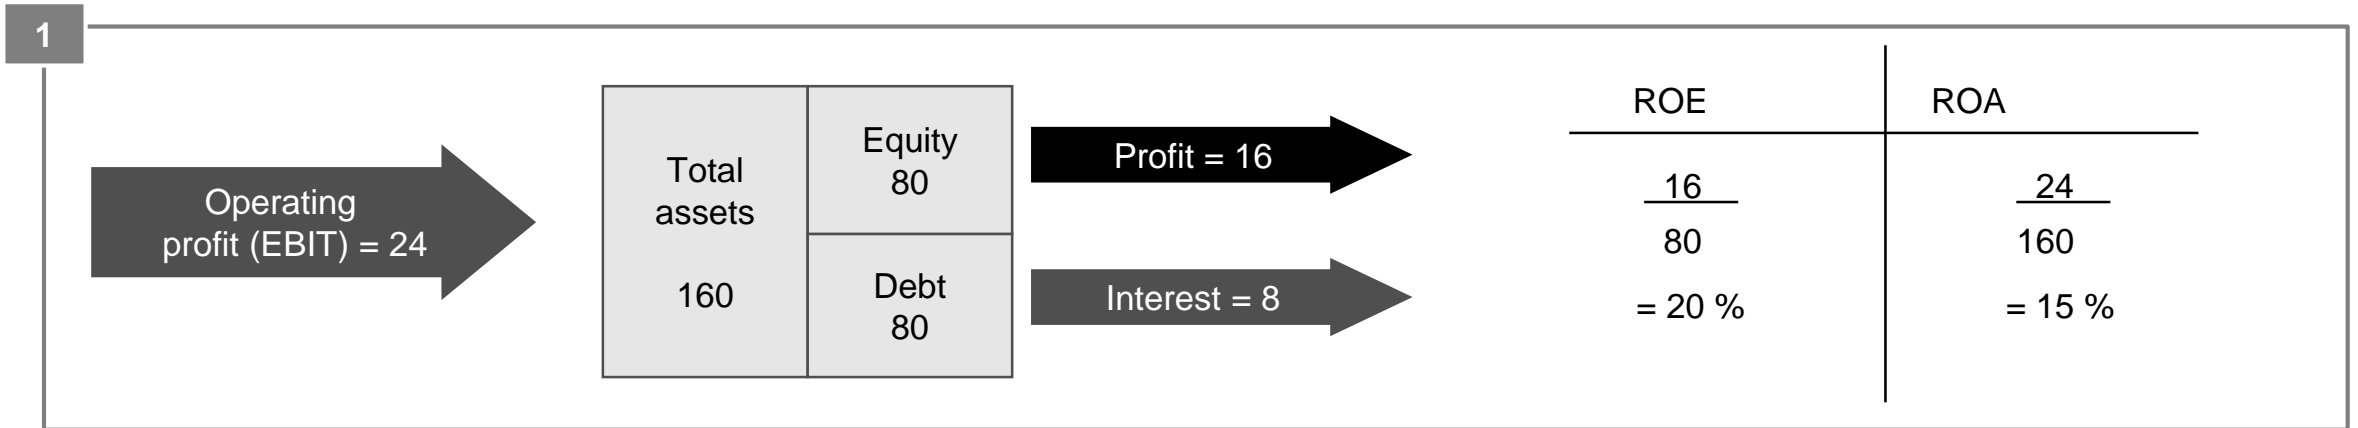 1
Operating
profit (EBIT) = 24
Total
assets
160
Equity
80
Debt
80
Profit = 16
Interest = 8
ROE
16
80
= 20 %
ROA
24
160
= 15 %